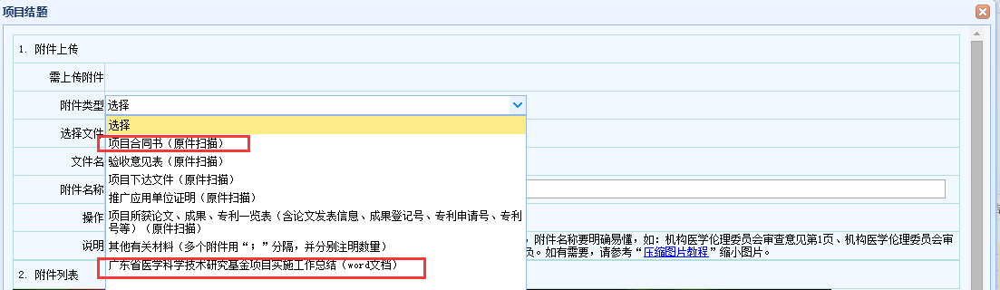 项目结题
1. 附件上传
需上传附件
附件类型 选择
选择
选择文件
项目合同书（原件扫描）
文件名
验收意见表（原件扫描）
项目下达文件（原件扫描）
附件名称
推广应用单位证明（原件扫描）
操作
项目所获论文、成果、专利一览表（含论文发表信息、成果登记号、专利申请号、专利
号等）（原件扫描）
说明
，附件名称要明确易懂，如：机构医学伦理委员会审查意见第1页、机构医学伦理委员会审
其他有关材料（多个附件用“；”分隔，并分别注明数量）
页。如有需要，请参考“压缩图片教程”缩小图片。
广东省医学科学技术研究基金项目实施工作总结（word文档）
2. 附件列表